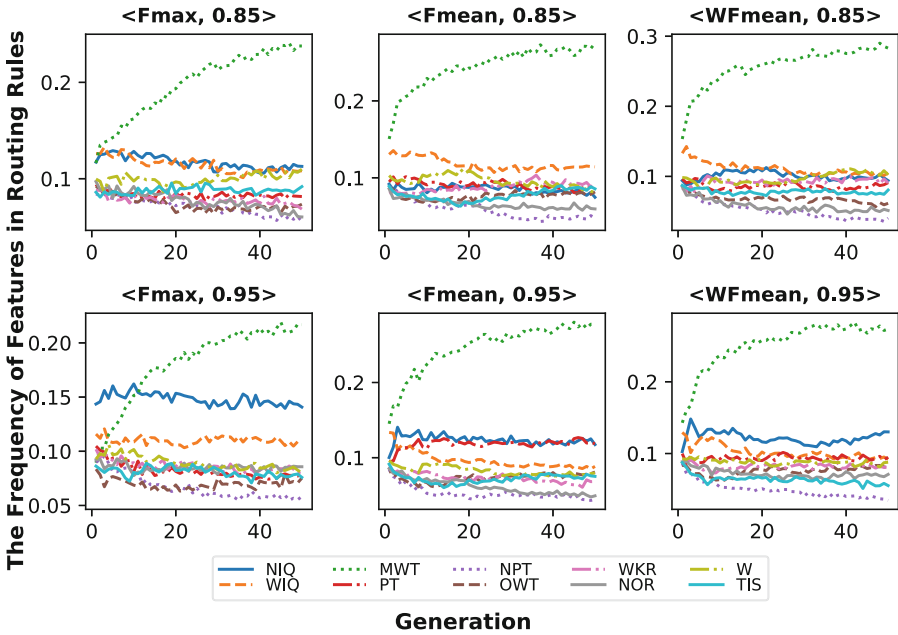 <Fmax, 0.85> <Fmean, 0.85> <WFmean, 0.85>
0.2
0.1
0 20 40
0.2
0.1
0 20 40
0.3
0.2
0.1
0 20 40
<Fmax, 0.95> <Fmean, 0.95> <WFmean, 0.95>
0.20
0.15
0.10
0.05
0 20 40
0.2
0.1
0 20 40
0.2
0.1
0 20 40
The Frequency of Features in Routing Rules
NIQ MWT NPT WKR W
WIQ PT OWT NOR TIS
Generation